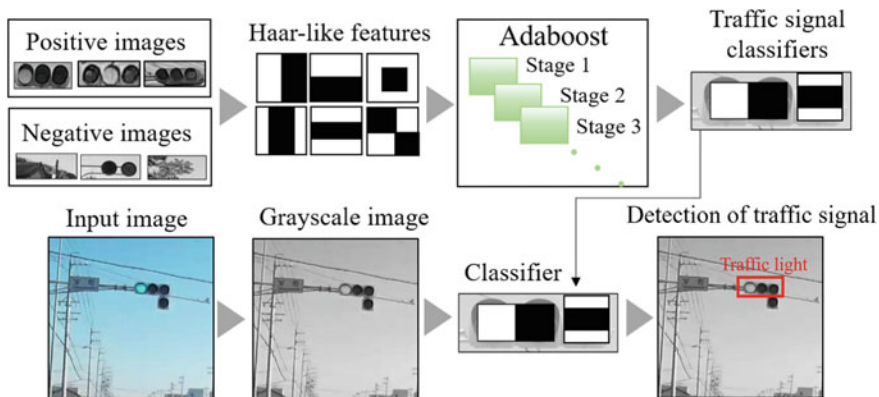 Positive images
Negative images
Haar-like features
Adaboost
Stage 1
Stage 2
Stage 3
Traffic signal
classifiers
Input image
Grayscale image
Classifier
Detection of traffic signal
Traffic light